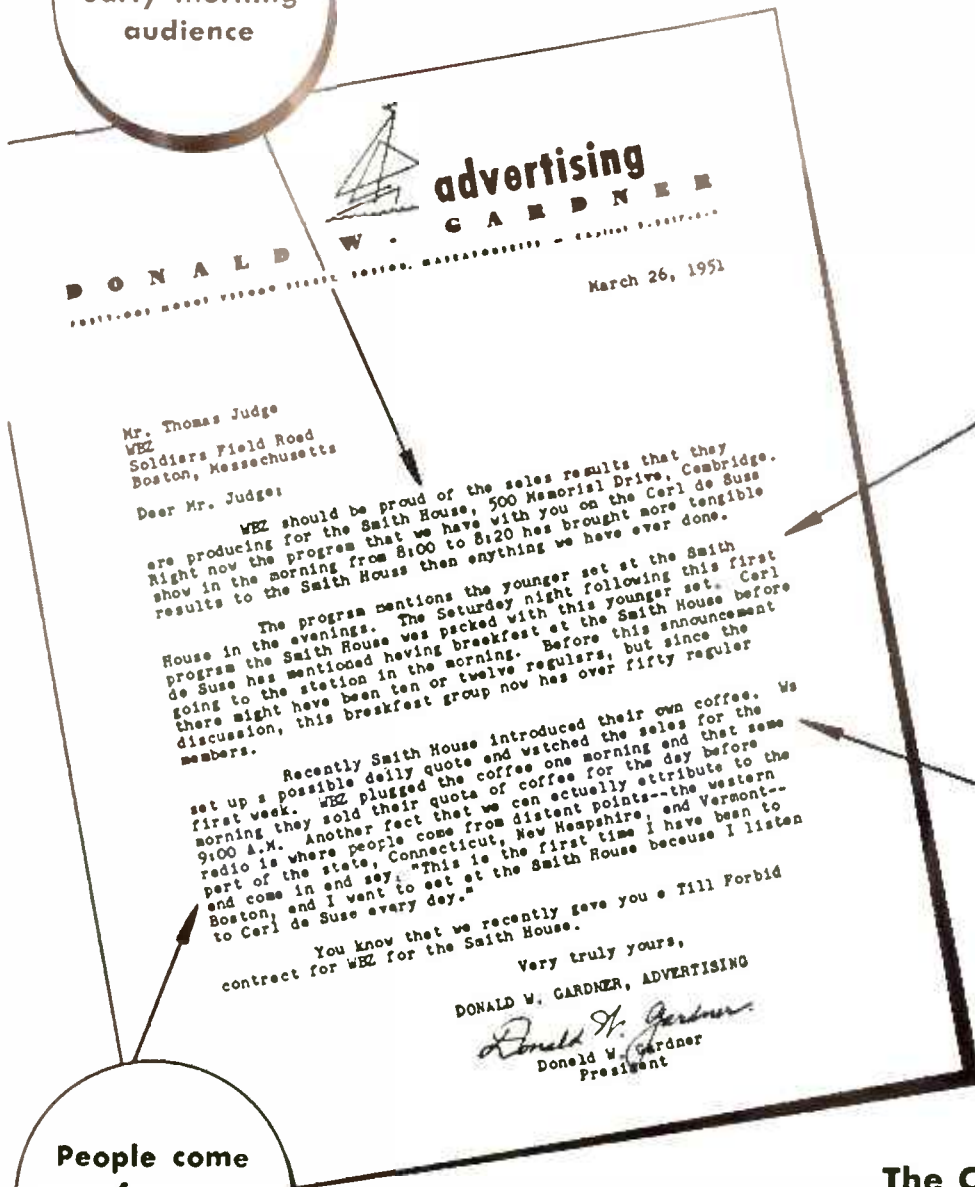 early morning
audience
advertising
DONALD W. GARDNER
March 26, 1951
Mr. Thomas Judge
WBZ
Soldiers Field Road
Boston, Massachusetts
Dear Mr. Judge:
WBZ should be proud of the sales results that they
are producing for the Smith House, 500 Memorial Drive, Cambridge.
Right now the program that we have with you on the Carl de Suse
show in the morning from 8:00 to 8:20 has brought more tangible
results to the Smith House than anything we have ever done.
The program mentions the younger set at the Smith
House in the evenings. The Saturday night following this first
program the Smith House was packed with this younger set. Carl
de Suse has mentioned having breakfast at the Smith House before
going to the station in the morning. Before this announcement
there might have been ten or twelve regulars, but since the
discussion, this breakfast group now has over fifty regular
members.
Recently Smith House introduced their own coffee. We
set up a possible daily quote and watched the sales for the
first week. WBZ plugged the coffee one morning and that same
morning they sold their quota of coffee for the day before
9:00 A.M. Another fact that we can actually attribute to the
radio is where people come from distant points--the western
part of the state, Connecticut, New Hampshire, and Vermont--
and come in and say, "This is the first time I have been to
Boston, and I want to eat at the Smith House because I listen
to Carl de Suse every day."
You know that we recently gave you a Till Forbid
contract for WBZ for the Smith House.
Very truly yours,
DONALD W. GARDNER, ADVERTISING
Donald W. Gardner
Donald W. Gardner
President
People come
The C